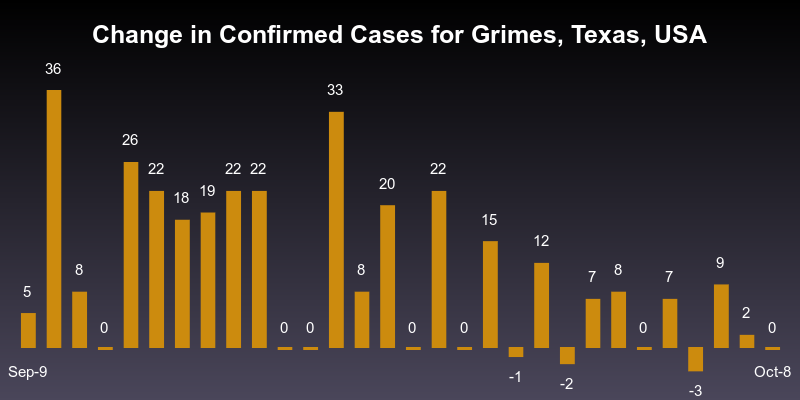 Change in Confirmed Cases for Grimes, Texas, USA
5 36 8 0 26 22 18 19 22 22 0 0 33 8 20 0 22 0 15 -1 12 -2 7 8 0 7 -3 9 2 0
Sep-9 Oct-8